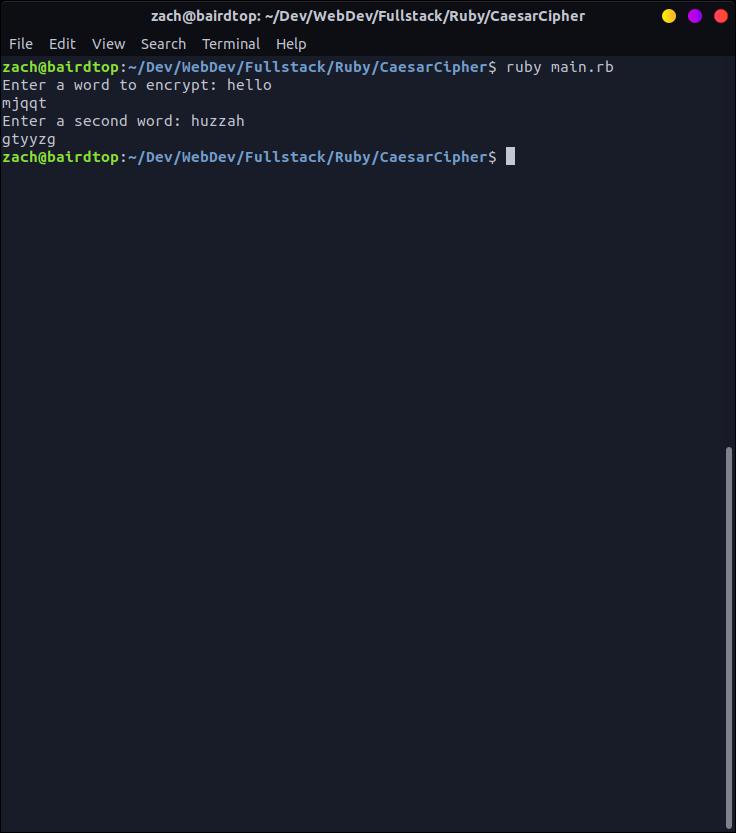 zach@bairdtop: ~/Dev/WebDev/Fullstack/Ruby/CaesarCipher
File Edit View Search Terminal Help
zach@bairdtop:~/Dev/WebDev/Fullstack/Ruby/CaesarCipher$ ruby main.rb
Enter a word to encrypt: hello
mjqqt
Enter a second word: huzzah
gtyyzg
zach@bairdtop:~/Dev/WebDev/Fullstack/Ruby/CaesarCipher$